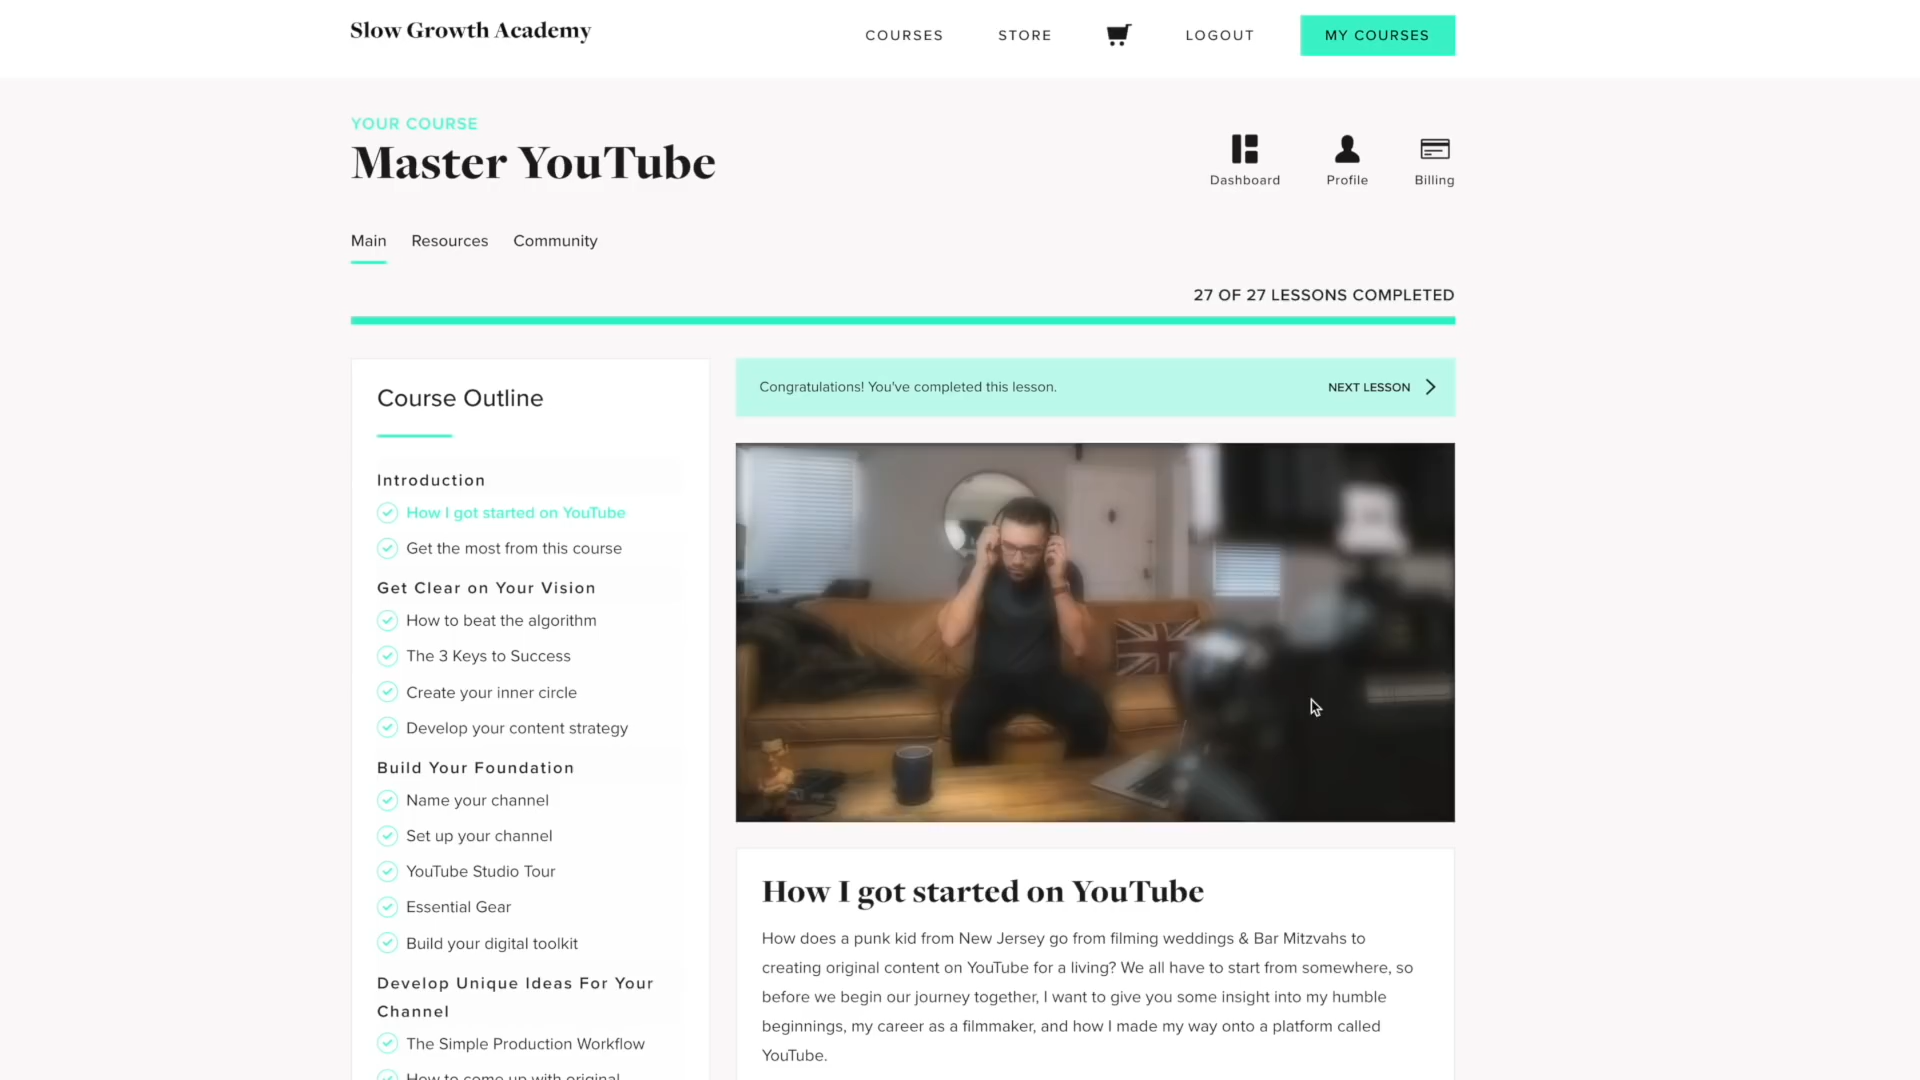 Slow Growth Academy
COURSES
STORE
LOGOUT
MY COURSES
YOUR COURSE
Master YouTube
Dashboard
Profile
Billing
Main
Resources
Community
27 OF 27 LESSONS COMPLETED
Course Outline
Introduction
How I got started on YouTube
Get the most from this course
Get Clear on Your Vision
How to beat the algorithm
The 3 Keys to Success
Create your inner circle
Develop your content strategy
Build Your Foundation
Name your channel
Set up your channel
YouTube Studio Tour
Essential Gear
Build your digital toolkit
Develop Unique Ideas For Your
Channel
The Simple Production Workflow
How to come up with original
Congratulations! You've completed this lesson.
NEXT LESSON
How I got started on YouTube
How does a punk kid from New Jersey go from filming weddings & Bar Mitzvahs to
creating original content on YouTube for a living? We all have to start from somewhere, so
before we begin our journey together, I want to give you some insight into my humble
beginnings, my career as a filmmaker, and how I made my way onto a platform called
YouTube.